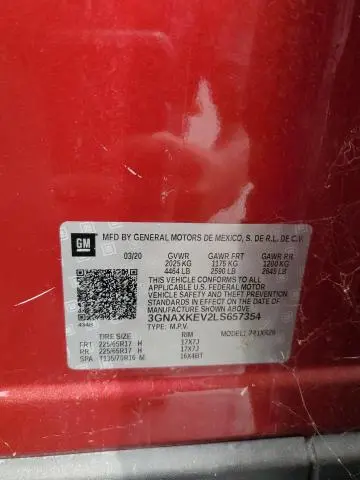 GM
MFD BY GENERAL MOTORS DE MEXICO, S. DE R.L. DE C.V.
03/20 GVWR GAWR FRT GAWR RR
2025 KG 1175 KG 1200 KG
4464 LB 2590 LB 2645 LB
THIS VEHICLE CONFORMS TO ALL
APPLICABLE U.S. FEDERAL MOTOR
VEHICLE SAFETY AND THEFT PREVENTION
STANDARDS IN EFFECT ON THE DATE OF
MANUFACTURE SHOWN ABOVE.
3GNAXKEV2LS657354
434B TYPE: M.P.V.
TIRE SIZE RIM MODEL:
FRT 225/65R17 H 17X7J
RR 225/65R17 H 17X7J
SPA T135/70R16 M 16X4BT